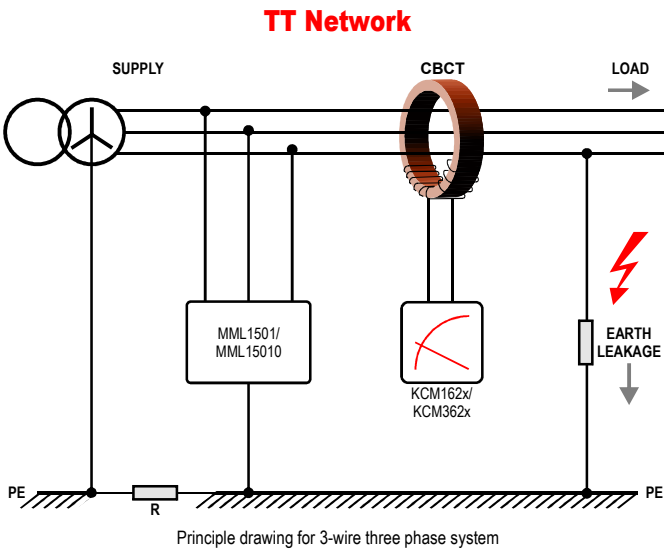 TT Network
SUPPLY
CBCT
LOAD
MML1501/
MML15010
KCM162x/
KCM362x
EARTH
LEAKAGE
PE
R
PE
Principle drawing for 3-wire three phase system